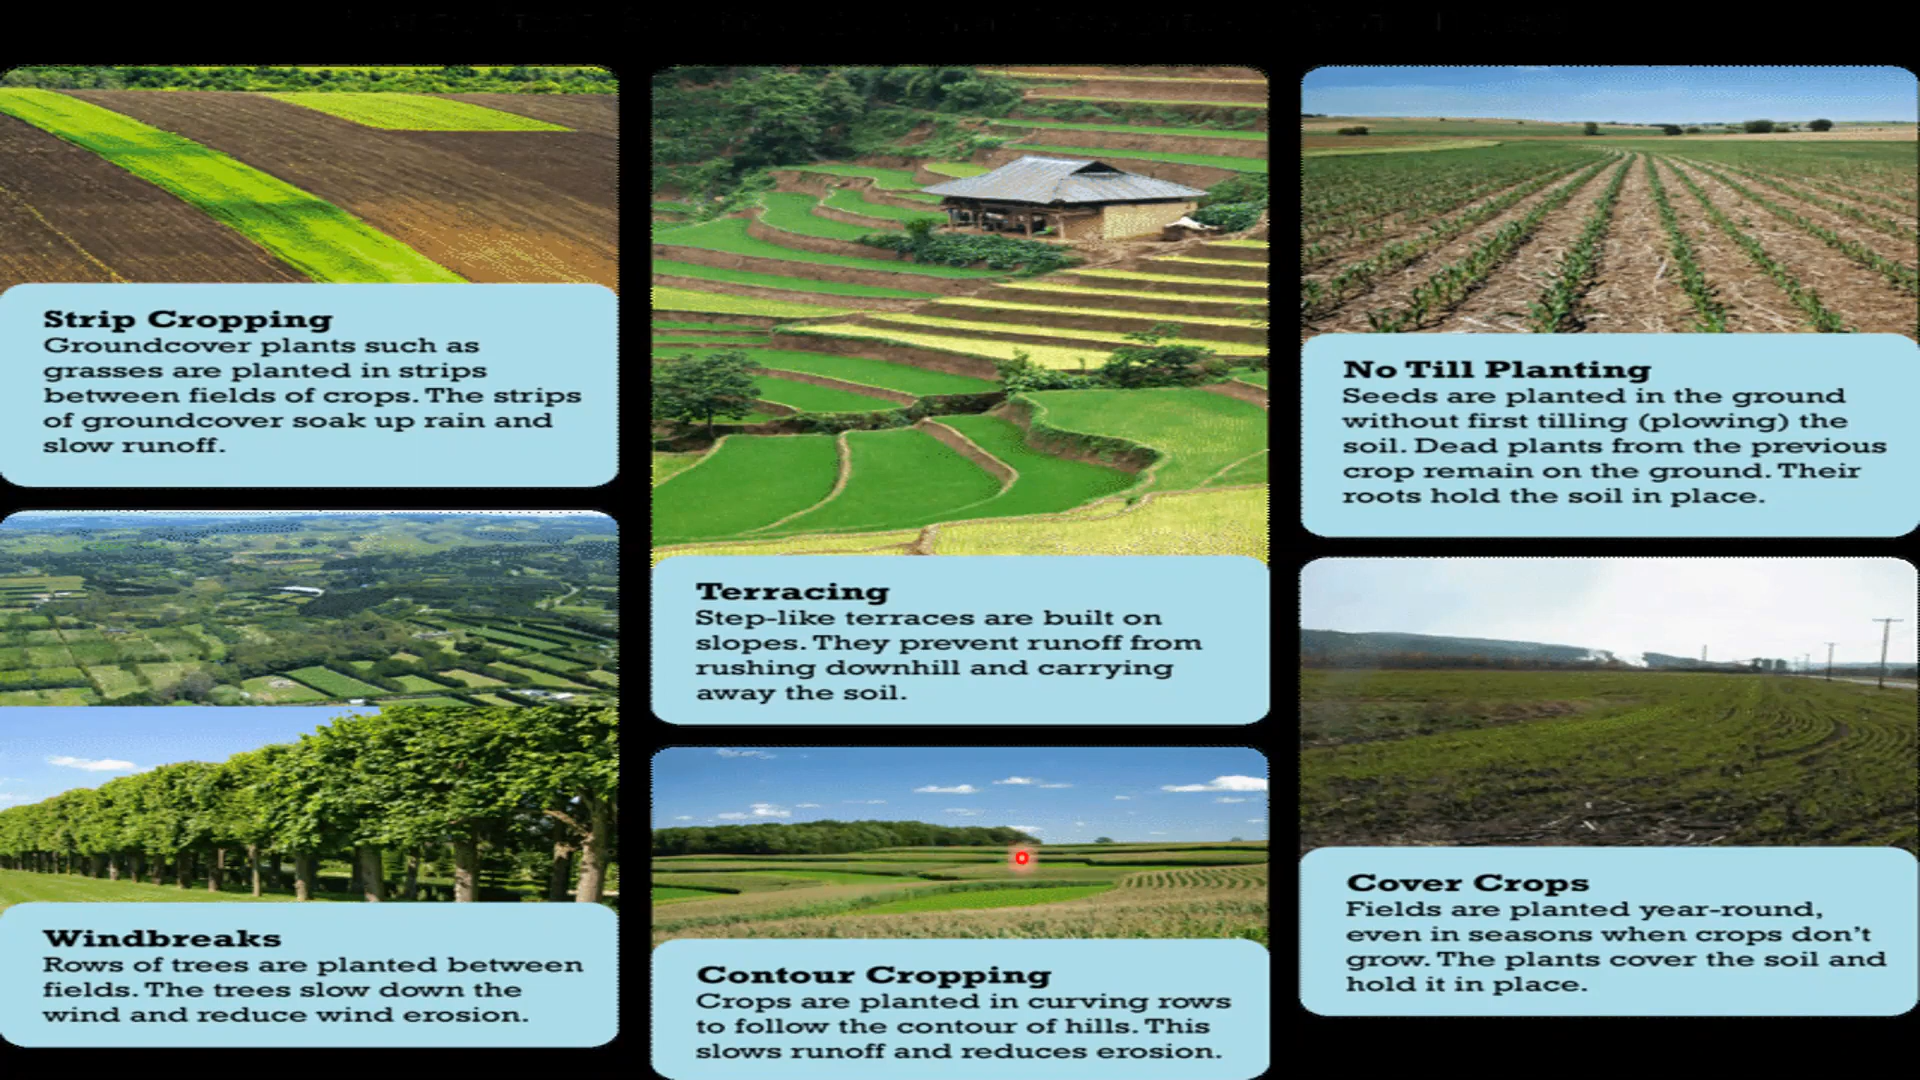 Strip Cropping
Groundcover plants such as
grasses are planted in strips
between fields of crops. The strips
of groundcover soak up rain and
slow runoff.
Windbreaks
Rows of trees are planted between
fields. The trees slow down the
wind and reduce wind erosion.
Terracing
Step-like terraces are built on
slopes. They prevent runoff from
rushing downhill and carrying
away the soil.
Contour Cropping
Crops are planted in curving rows
to follow the contour of hills. This
slows runoff and reduces erosion.
No Till Planting
Seeds are planted in the ground
without first tilling (plowing) the
soil. Dead plants from the previous
crop remain on the ground. Their
roots hold the soil in place.
Cover Crops
Fields are planted year-round,
even in seasons when crops don't
grow. The plants cover the soil and
hold it in place.